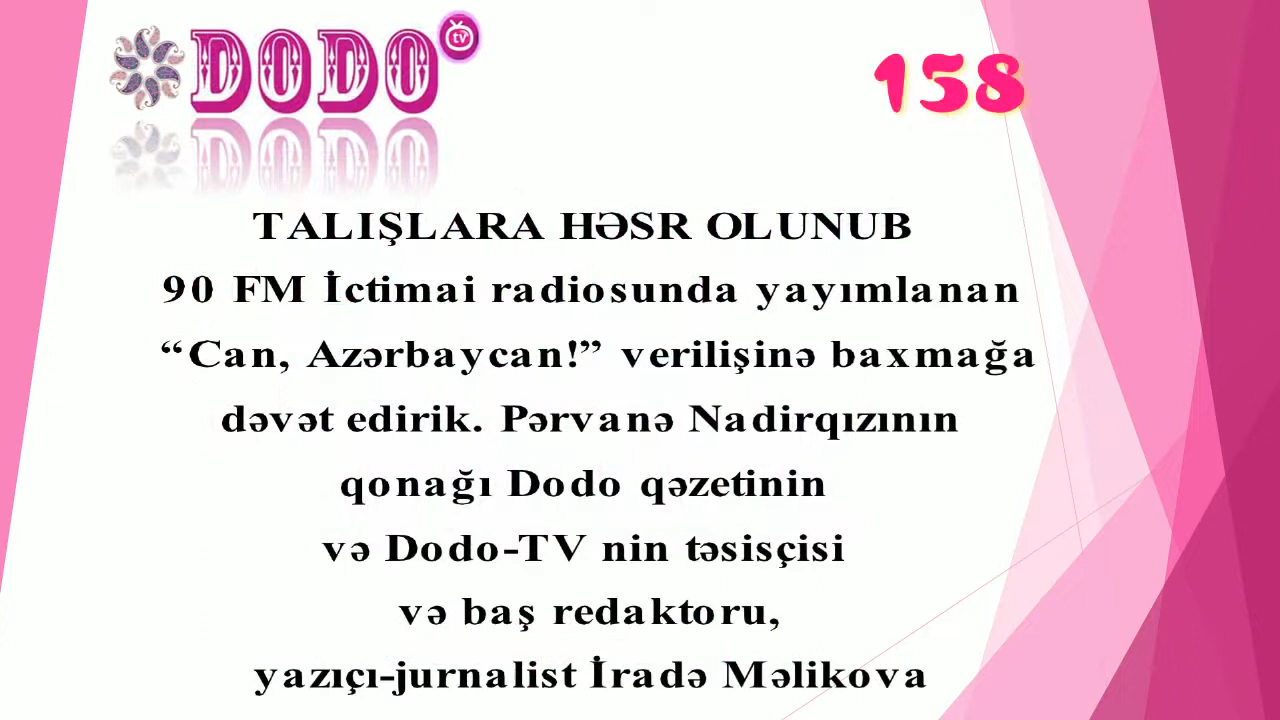 DODO tv
158
TALIŞLARA HƏSR OLUNUB
90 FM İctimai radiosunda yayımlanan
“Can, Azərbaycan!” verilişinə baxmağa
dəvət edirik. Pərvanə Nadirqızının
qonağı Dodo qəzetinin
və Dodo-TV nin təsisçisi
və baş redaktoru,
yazıçı-jurnalist İradə Məlikova